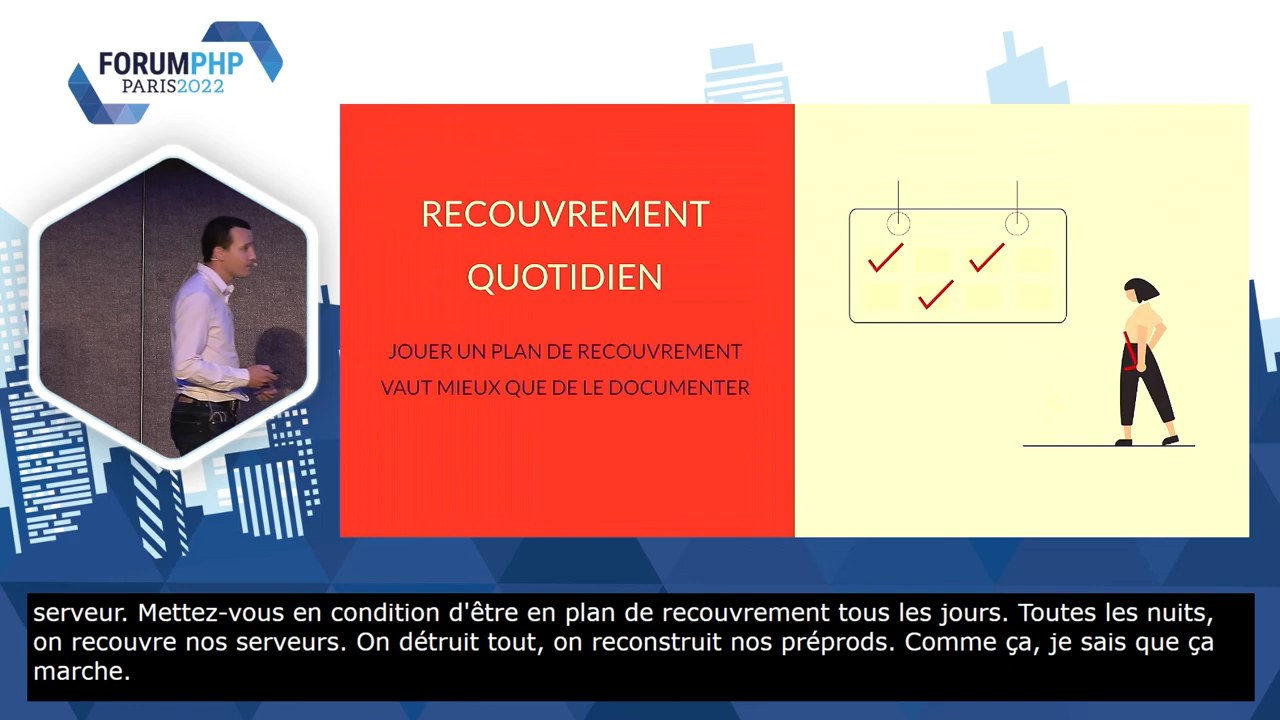 FORUMPHP
PARIS2022
RECOUVREMENT
QUOTIDIEN
JOUER UN PLAN DE RECOUVREMENT
VAUT MIEUX QUE DE LE DOCUMENTER
serveur. Mettez-vous en condition d'être en plan de recouvrement tous les jours. Toutes les nuits,
on recouvre nos serveurs. On détruit tout, on reconstruit nos préprods. Comme ça, je sais que ça
marche.